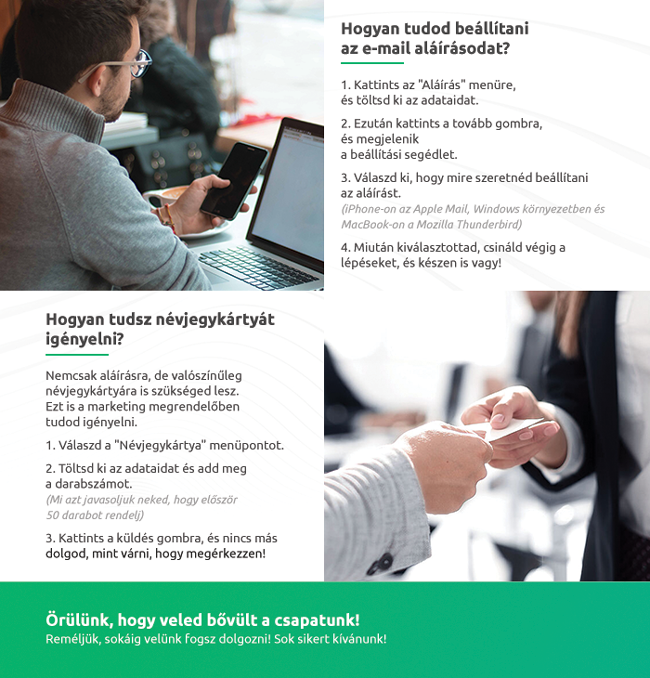 Hogyan tudod beállítani
az e-mail aláírásodat?
1. Kattints az "Aláírás" menüre,
és töltsd ki az adataidat.
2. Ezután kattints a tovább gombra,
és megjelenik
a beállítási segédlet.
3. Válaszd ki, hogy mire szeretnéd beállítani
az aláírást.
(iPhone-on az Apple Mail, Windows környezetben és
MacBook-on a Mozilla Thunderbird)
4. Miután kiválasztottad, csináld végig a
lépéseket, és készen is vagy!
Hogyan tudsz névjegykártyát
igényelni?
Nemcsak aláírásra, de valószínűleg
névjegykártyára is szükséged lesz.
Ezt is a marketing megrendelőben
tudod igényelni.
1. Válaszd a "Névjegykártya" menüpontot.
2. Töltsd ki az adataidat és add meg
a darabszámot.
(Mi azt javasoljuk neked, hogy először
50 darabot rendelj)
3. Kattints a küldés gombra, és nincs más
dolgod, mint várni, hogy megérkezzen!
Örülünk, hogy veled bővült a csapatunk!
Reméljük, sokáig velünk fogsz dolgozni! Sok sikert kívánunk!